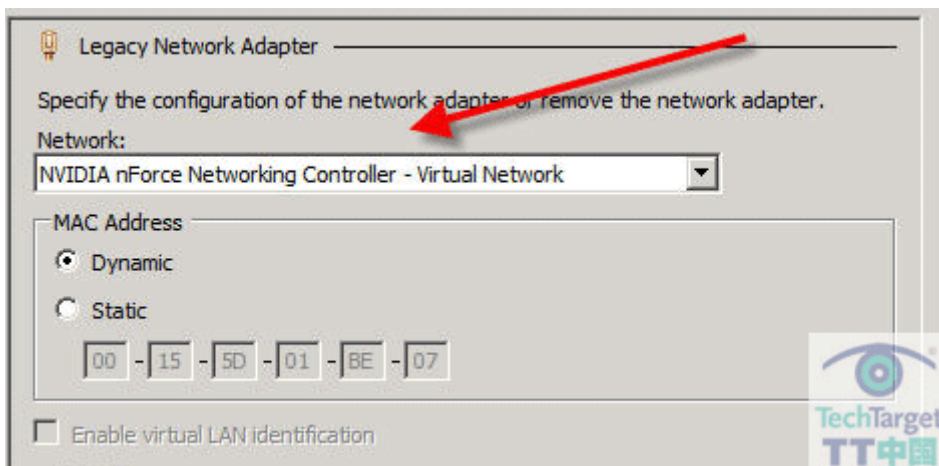 Legacy Network Adapter
Specify the configuration of the network adapter or remove the network adapter.
Network:
NVIDIA nForce Networking Controller - Virtual Network
MAC Address
Dynamic
Static
00 - 15 - 5D - 01 - BE - 07
Enable virtual LAN identification
TechTarget
TT中国